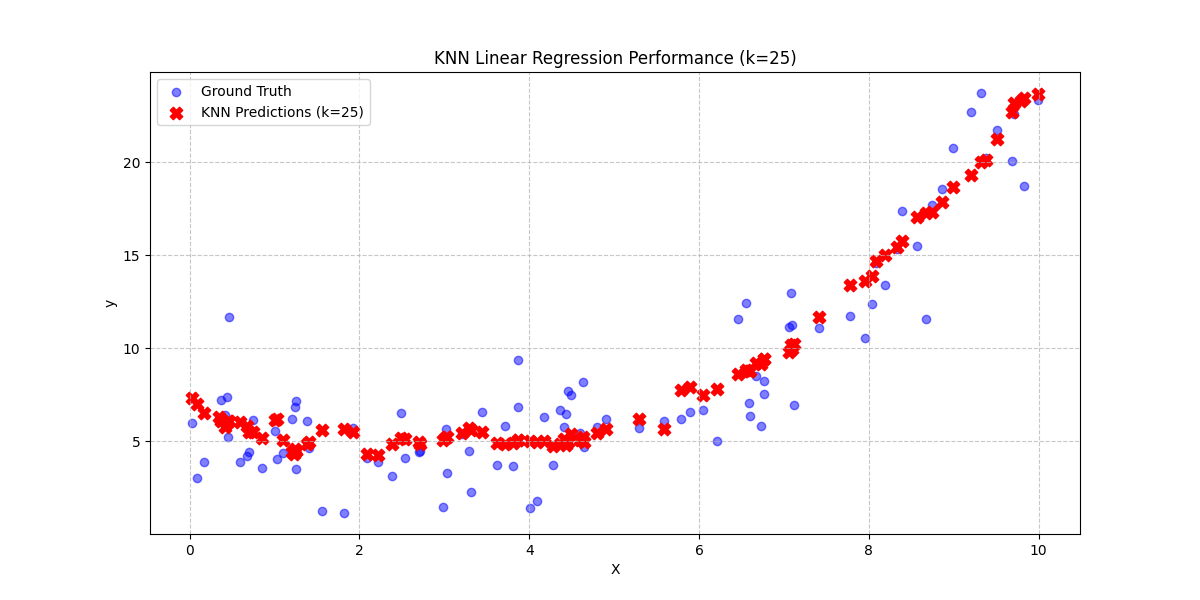 KNN Linear Regression Performance (k=25)
Ground Truth
KNN Predictions (k=25)
y
20
15
10
5
0
2
4
6
8
10
X